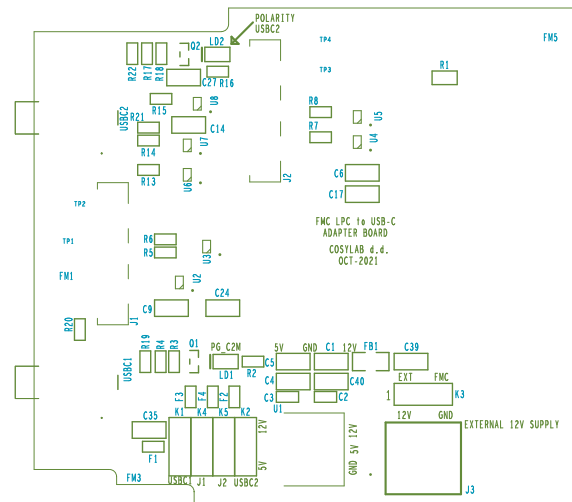 POLARITY
USBC2
TP4
FM5
Q2
LD2
R22
R17
R18
C27
R16
TP3
R1
R15
U8
USBC2
R21
C14
R8
R7
U5
U4
R14
U7
R13
U6
J2
C6
C17
TP2
TP1
FM1
R6
R5
U3
U2
FMC LPC to USB-C
ADAPTER BOARD
COSYLAB d.d.
OCT-2021
C9
C24
J1
R20
R19
R4
R3
Q1
PG_C2M
LD1
R2
5V
GND
12V
C5
C1
FB1
C39
C4
C40
C3
C2
U1
USBC1
F3
F4
F2
EXT
FMC
1
K3
K1
K4
K5
K2
C35
F1
12V
5V
12V
5V
GND
12V
GND
EXTERNAL 12V SUPPLY
FM3
USBC1
J1
J2
USBC2
J3